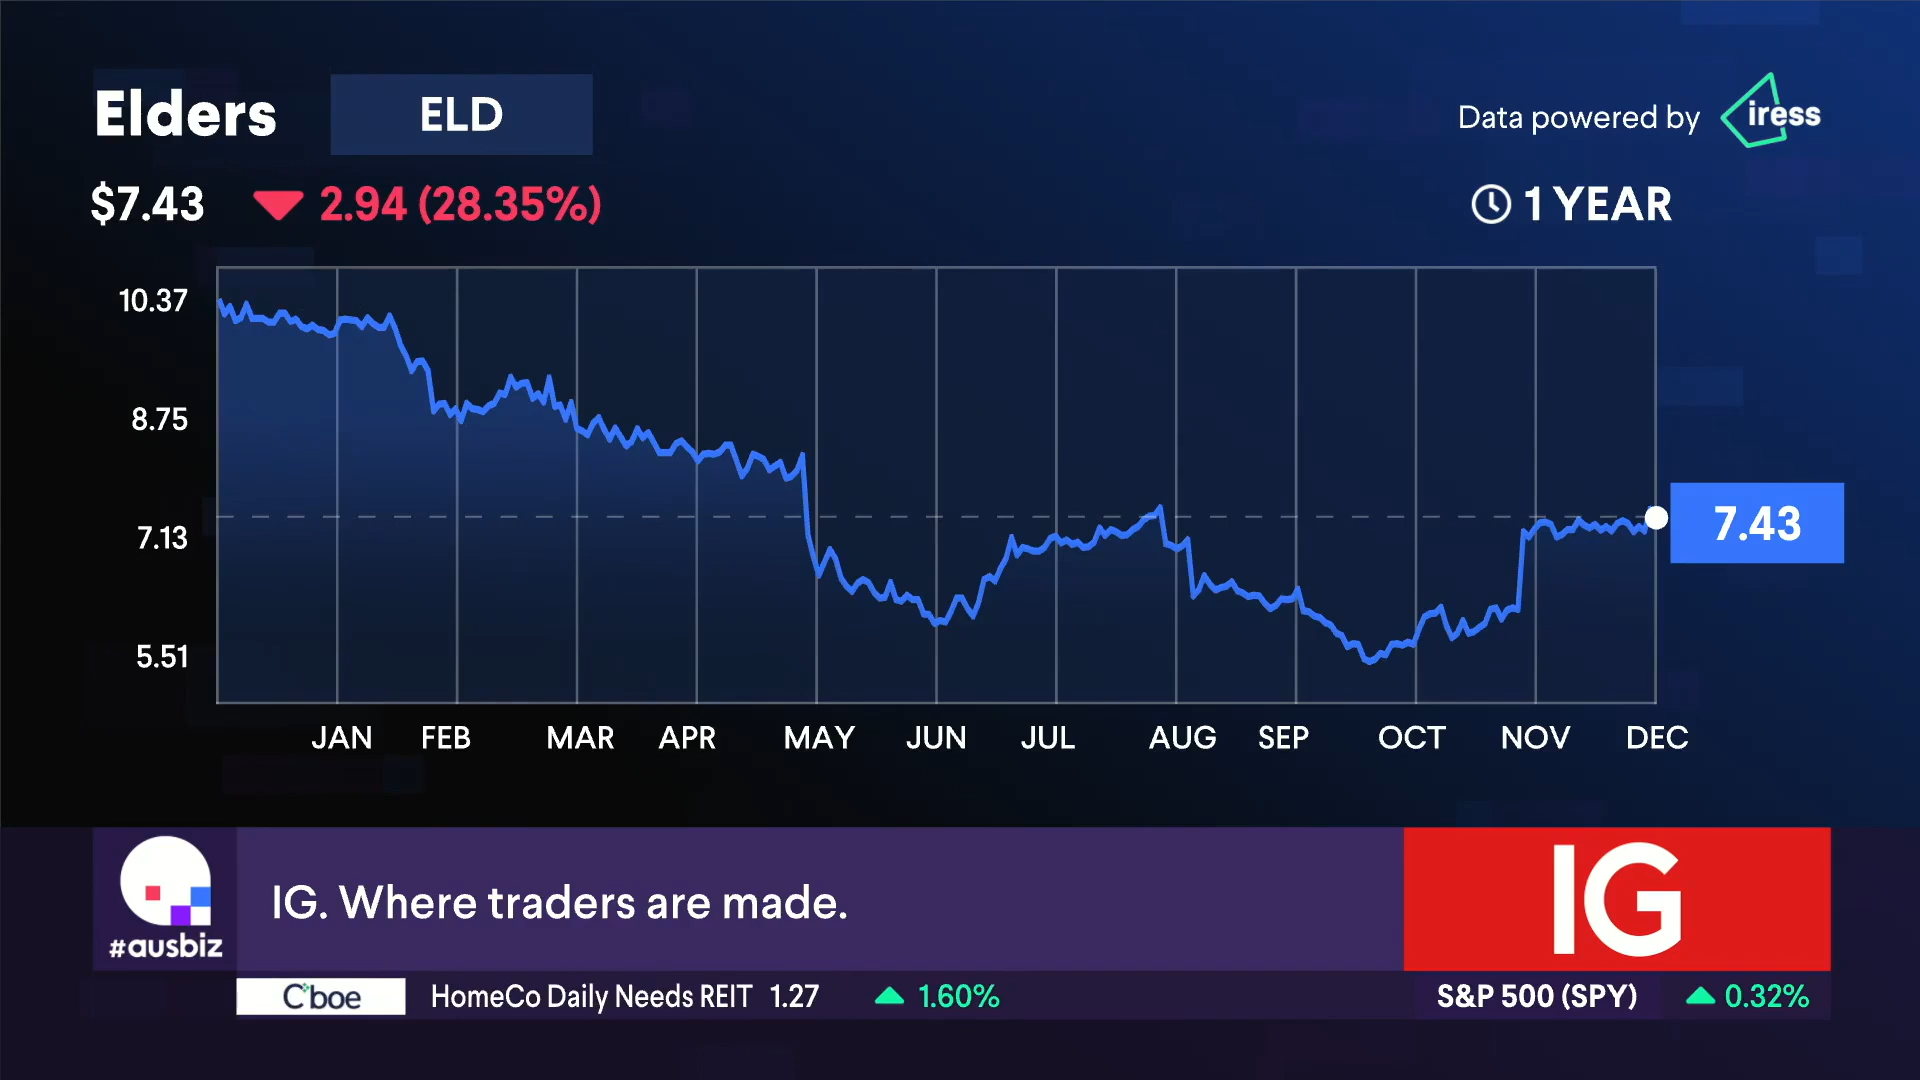 Elders
ELD
Data powered by iress
$7.43 2.94 (28.35%)
1 YEAR
10.37
8.75
7.13
5.51
7.43
JAN FEB MAR APR MAY JUN JUL AUG SEP OCT NOV DEC
IG. Where traders are made.
IG
#ausbiz
Cboe HomeCo Daily Needs REIT 1.27 1.60% S&P 500 (SPY) 0.32%